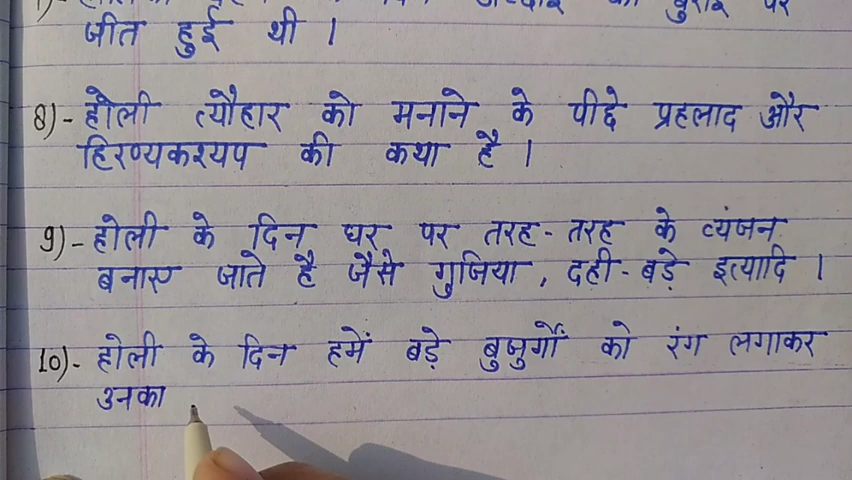 को बुराई पर
जीत हुई थी ।
8)- होली त्यौहार को मनाने के पीछे प्रहलाद और
हिरण्यकश्यप की कथा है ।
9)- होली के दिन घर पर तरह-तरह के व्यंजन
बनाए जाते है जैसे गुजिया, दही-बड़े इत्यादि ।
10)- होली के दिन हमें बड़े बुजुर्गों को रंग लगाकर
उनका